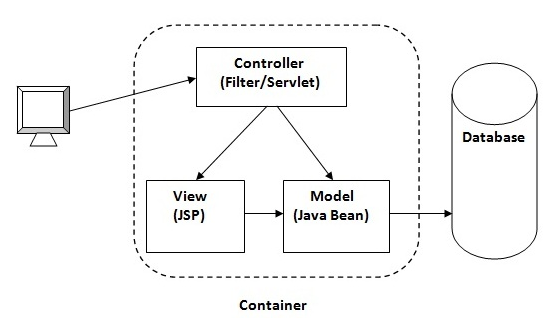 Controller
(Filter/Servlet)
Database
View
(JSP)
Model
(Java Bean)
Container